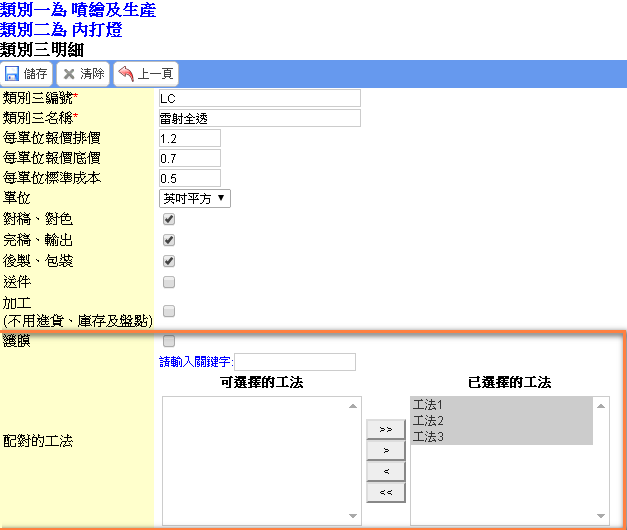 類別一為 噴繪及生產
類別二為 內打燈
類別三明細
儲存 清除 上一頁
類別三編號* LC
類別三名稱* 雷射全透
每單位報價排價 1.2
每單位報價底價 0.7
每單位標準成本 0.5
單位 英吋平方
對稿、對色
完稿、輸出
後製、包裝
送件
加工
(不用進貨、庫存及盤點)
護膜
請輸入關鍵字:
可選擇的工法 已選擇的工法
工法1
>> 工法2
> 工法3
配對的工法
<
<<